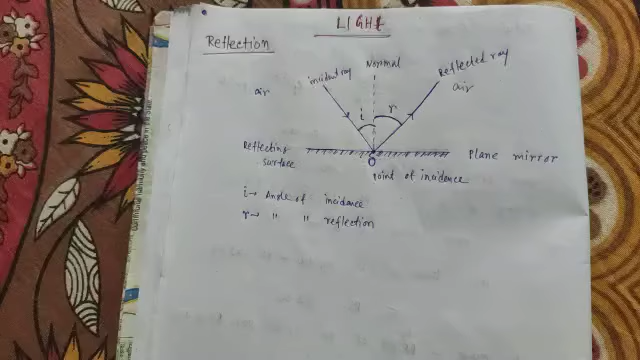 LIGHt
Reflection
Normal
incident ray
Reflected ray
air
air
i
r
Reflecting
surface
plane mirror
O
point of incidence
i → Angle of incidence
r → " " reflection